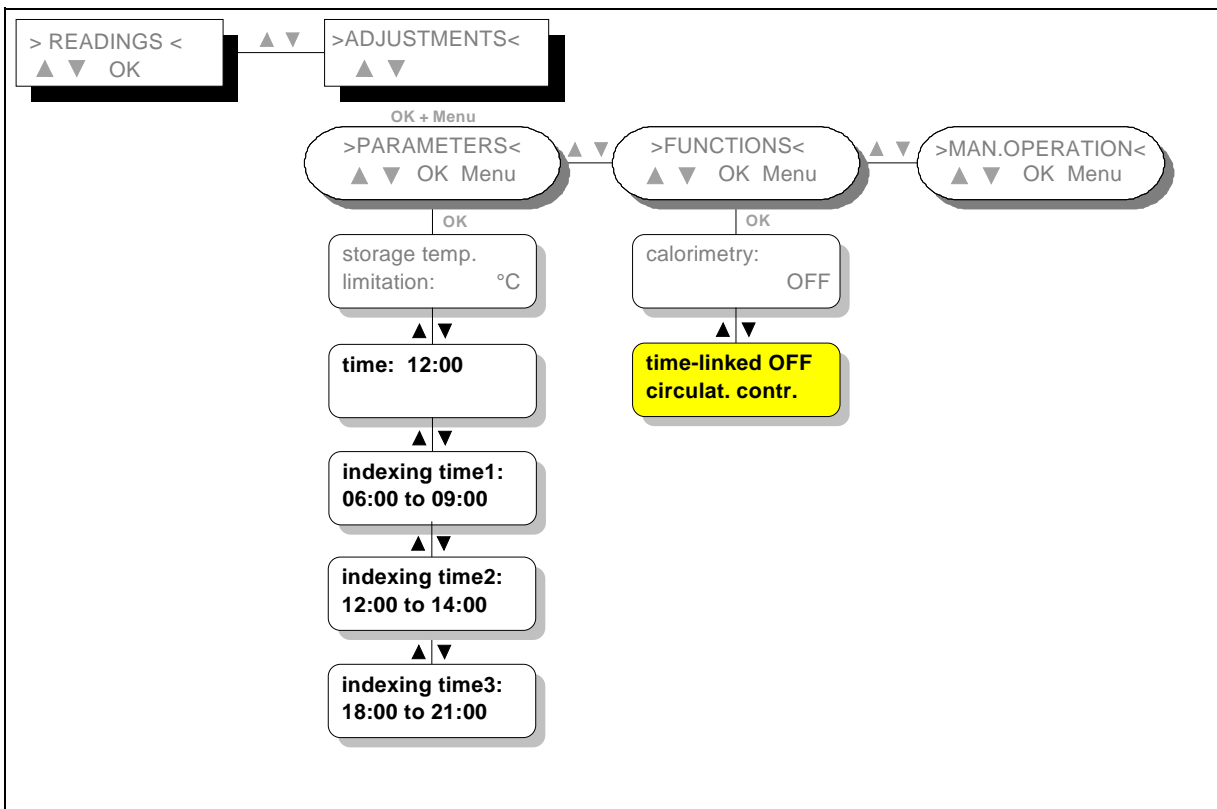 > READINGS <
▲ ▼ OK
▲ ▼
>ADJUSTMENTS<
▲ ▼
OK + Menu
>PARAMETERS<
▲ ▼ OK Menu
▲ ▼
>FUNCTIONS<
▲ ▼ OK Menu
▲ ▼
>MAN.OPERATION<
▲ ▼ OK Menu
OK
storage temp.
limitation: °C
▲ ▼
time: 12:00
▲ ▼
indexing time1:
06:00 to 09:00
▲ ▼
indexing time2:
12:00 to 14:00
▲ ▼
indexing time3:
18:00 to 21:00
OK
calorimetry:
OFF
▲ ▼
time-linked OFF
circulat. contr.